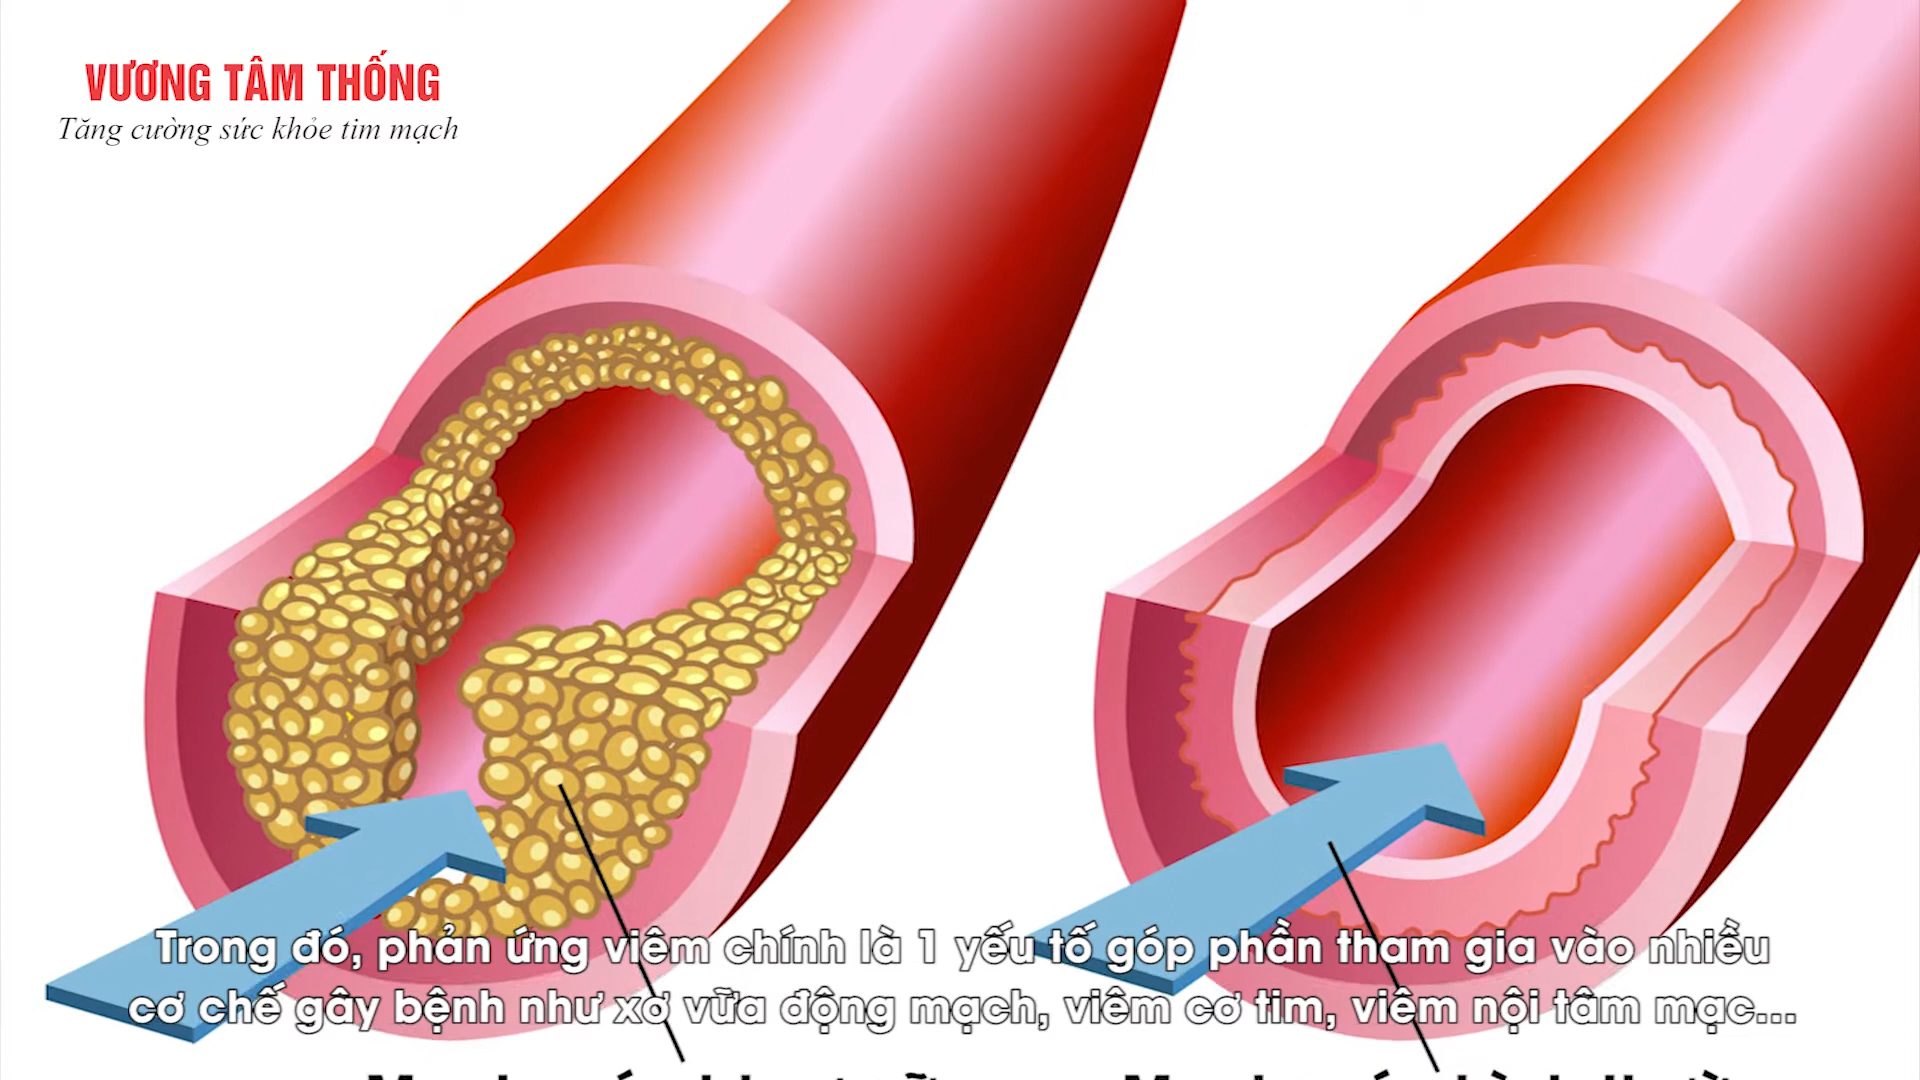 VƯƠNG TÂM THỐNG
Tăng cường sức khỏe tim mạch
Trong đó, phản ứng viêm chính là 1 yếu tố góp phần tham gia vào nhiều
cơ chế gây bệnh như xơ vữa động mạch, viêm cơ tim, viêm nội tâm mạc...